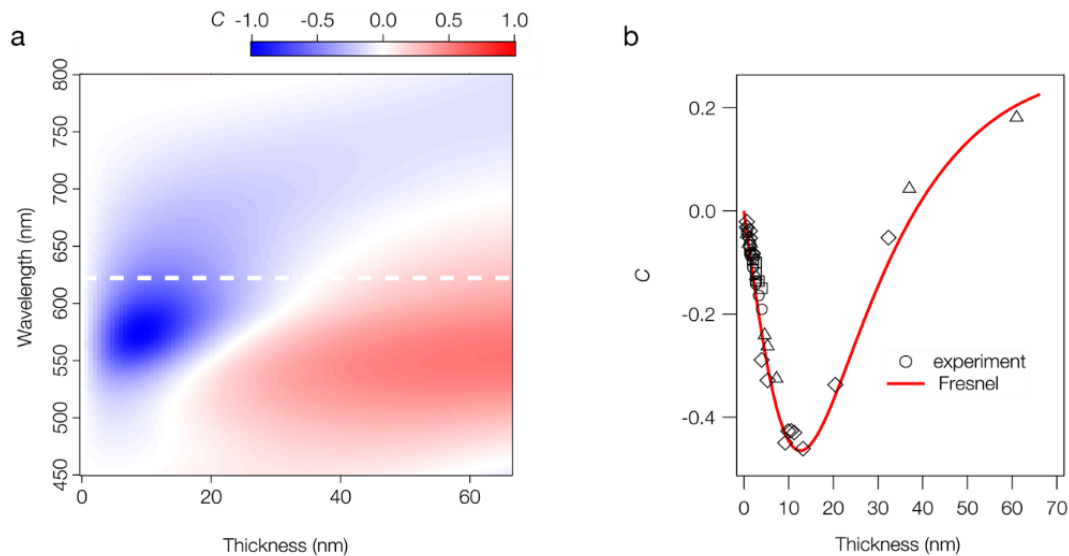 a
C -1.0 -0.5 0.0 0.5 1.0
Wavelength (nm)
800
750
700
650
600
550
500
450
0 20 40 60
Thickness (nm)
b
C
0.2
0.0
-0.2
-0.4
experiment
Fresnel
0 10 20 30 40 50 60 70
Thickness (nm)